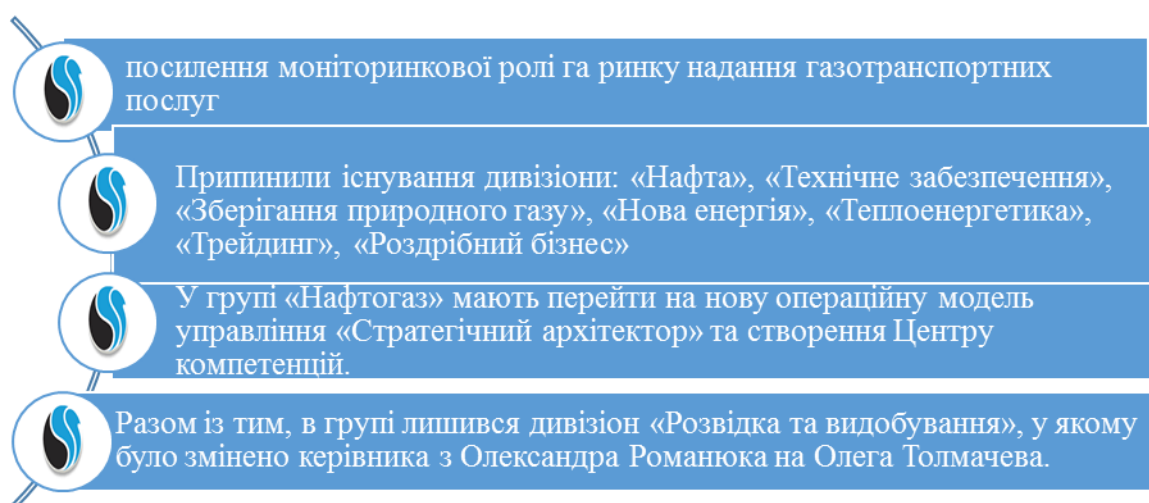 посилення моніторинкової ролі га ринку надання газотранспортних
послуг
Припинили існування дивізіони: «Нафта», «Технічне забезпечення»,
«Зберігання природного газу», «Нова енергія», «Теплоенергетика»,
«Трейдинг», «Роздрібний бізнес»
У групі «Нафтогаз» мають перейти на нову операційну модель
управління «Стратегічний архітектор» та створення Центру
компетенцій.
Разом із тим, в групі лишився дивізіон «Розвідка та видобування», у якому
було змінено керівника з Олександра Романюка на Олега Толмачева.